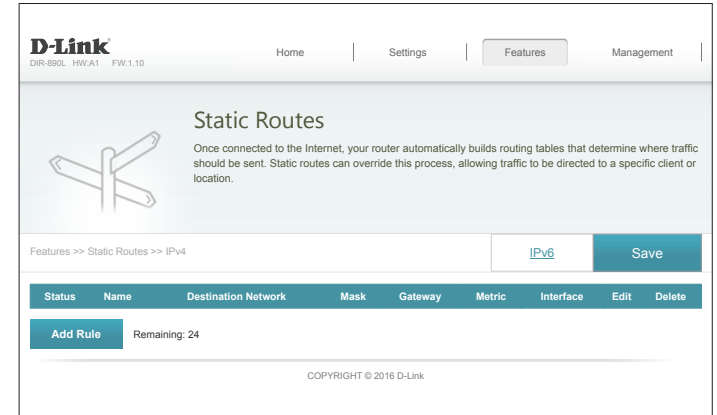 D-Link
DIR-890L HW:A1 FW:1.10
Home
Settings
Features
Management
Static Routes
Once connected to the Internet, your router automatically builds routing tables that determine where traffic
should be sent. Static routes can override this process, allowing traffic to be directed to a specific client or
location.
Features >> Static Routes >> IPv4
IPv6
Save
Status Name Destination Network Mask Gateway Metric Interface Edit Delete
Add Rule Remaining: 24
COPYRIGHT © 2016 D-Link